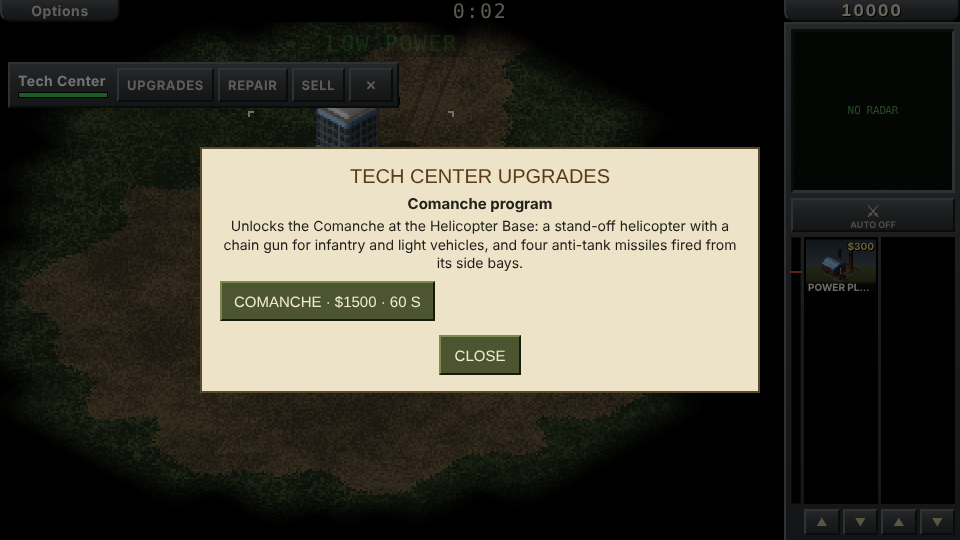 Options
0:02
10000
LOW POWER
Tech Center
UPGRADES
REPAIR
SELL
×
NO RADAR
AUTO OFF
$300
POWER PL...
TECH CENTER UPGRADES
Comanche program
Unlocks the Comanche at the Helicopter Base: a stand-off helicopter with a
chain gun for infantry and light vehicles, and four anti-tank missiles fired from
its side bays.
COMANCHE · $1500 · 60 S
CLOSE